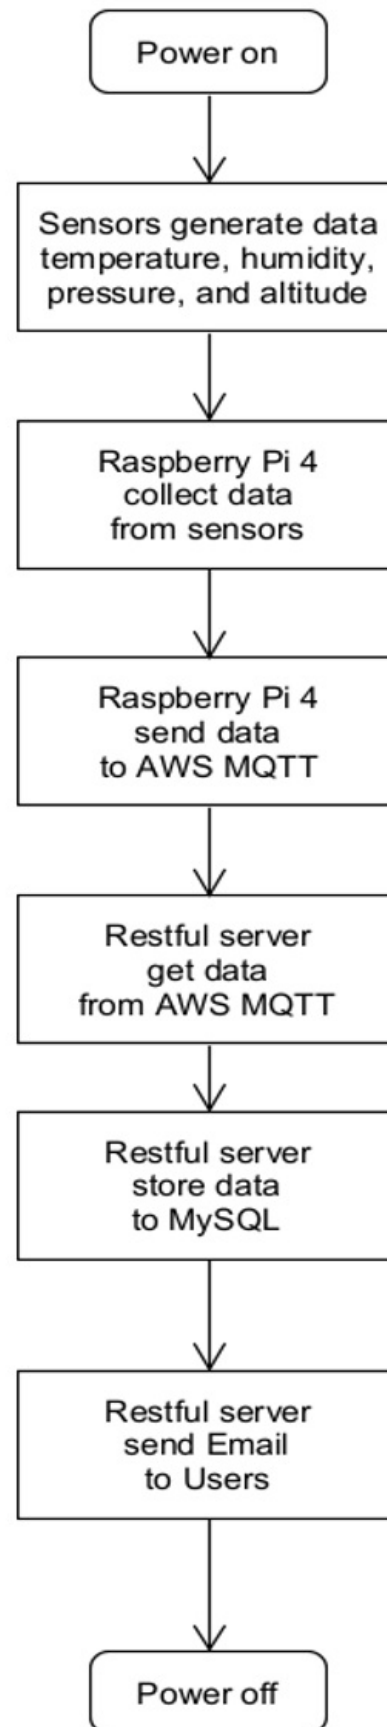 Power on
Sensors generate data
temperature, humidity,
pressure, and altitude
Raspberry Pi 4
collect data
from sensors
Raspberry Pi 4
send data
to AWS MQTT
Restful server
get data
from AWS MQTT
Restful server
store data
to MySQL
Restful server
send Email
to Users
Power off